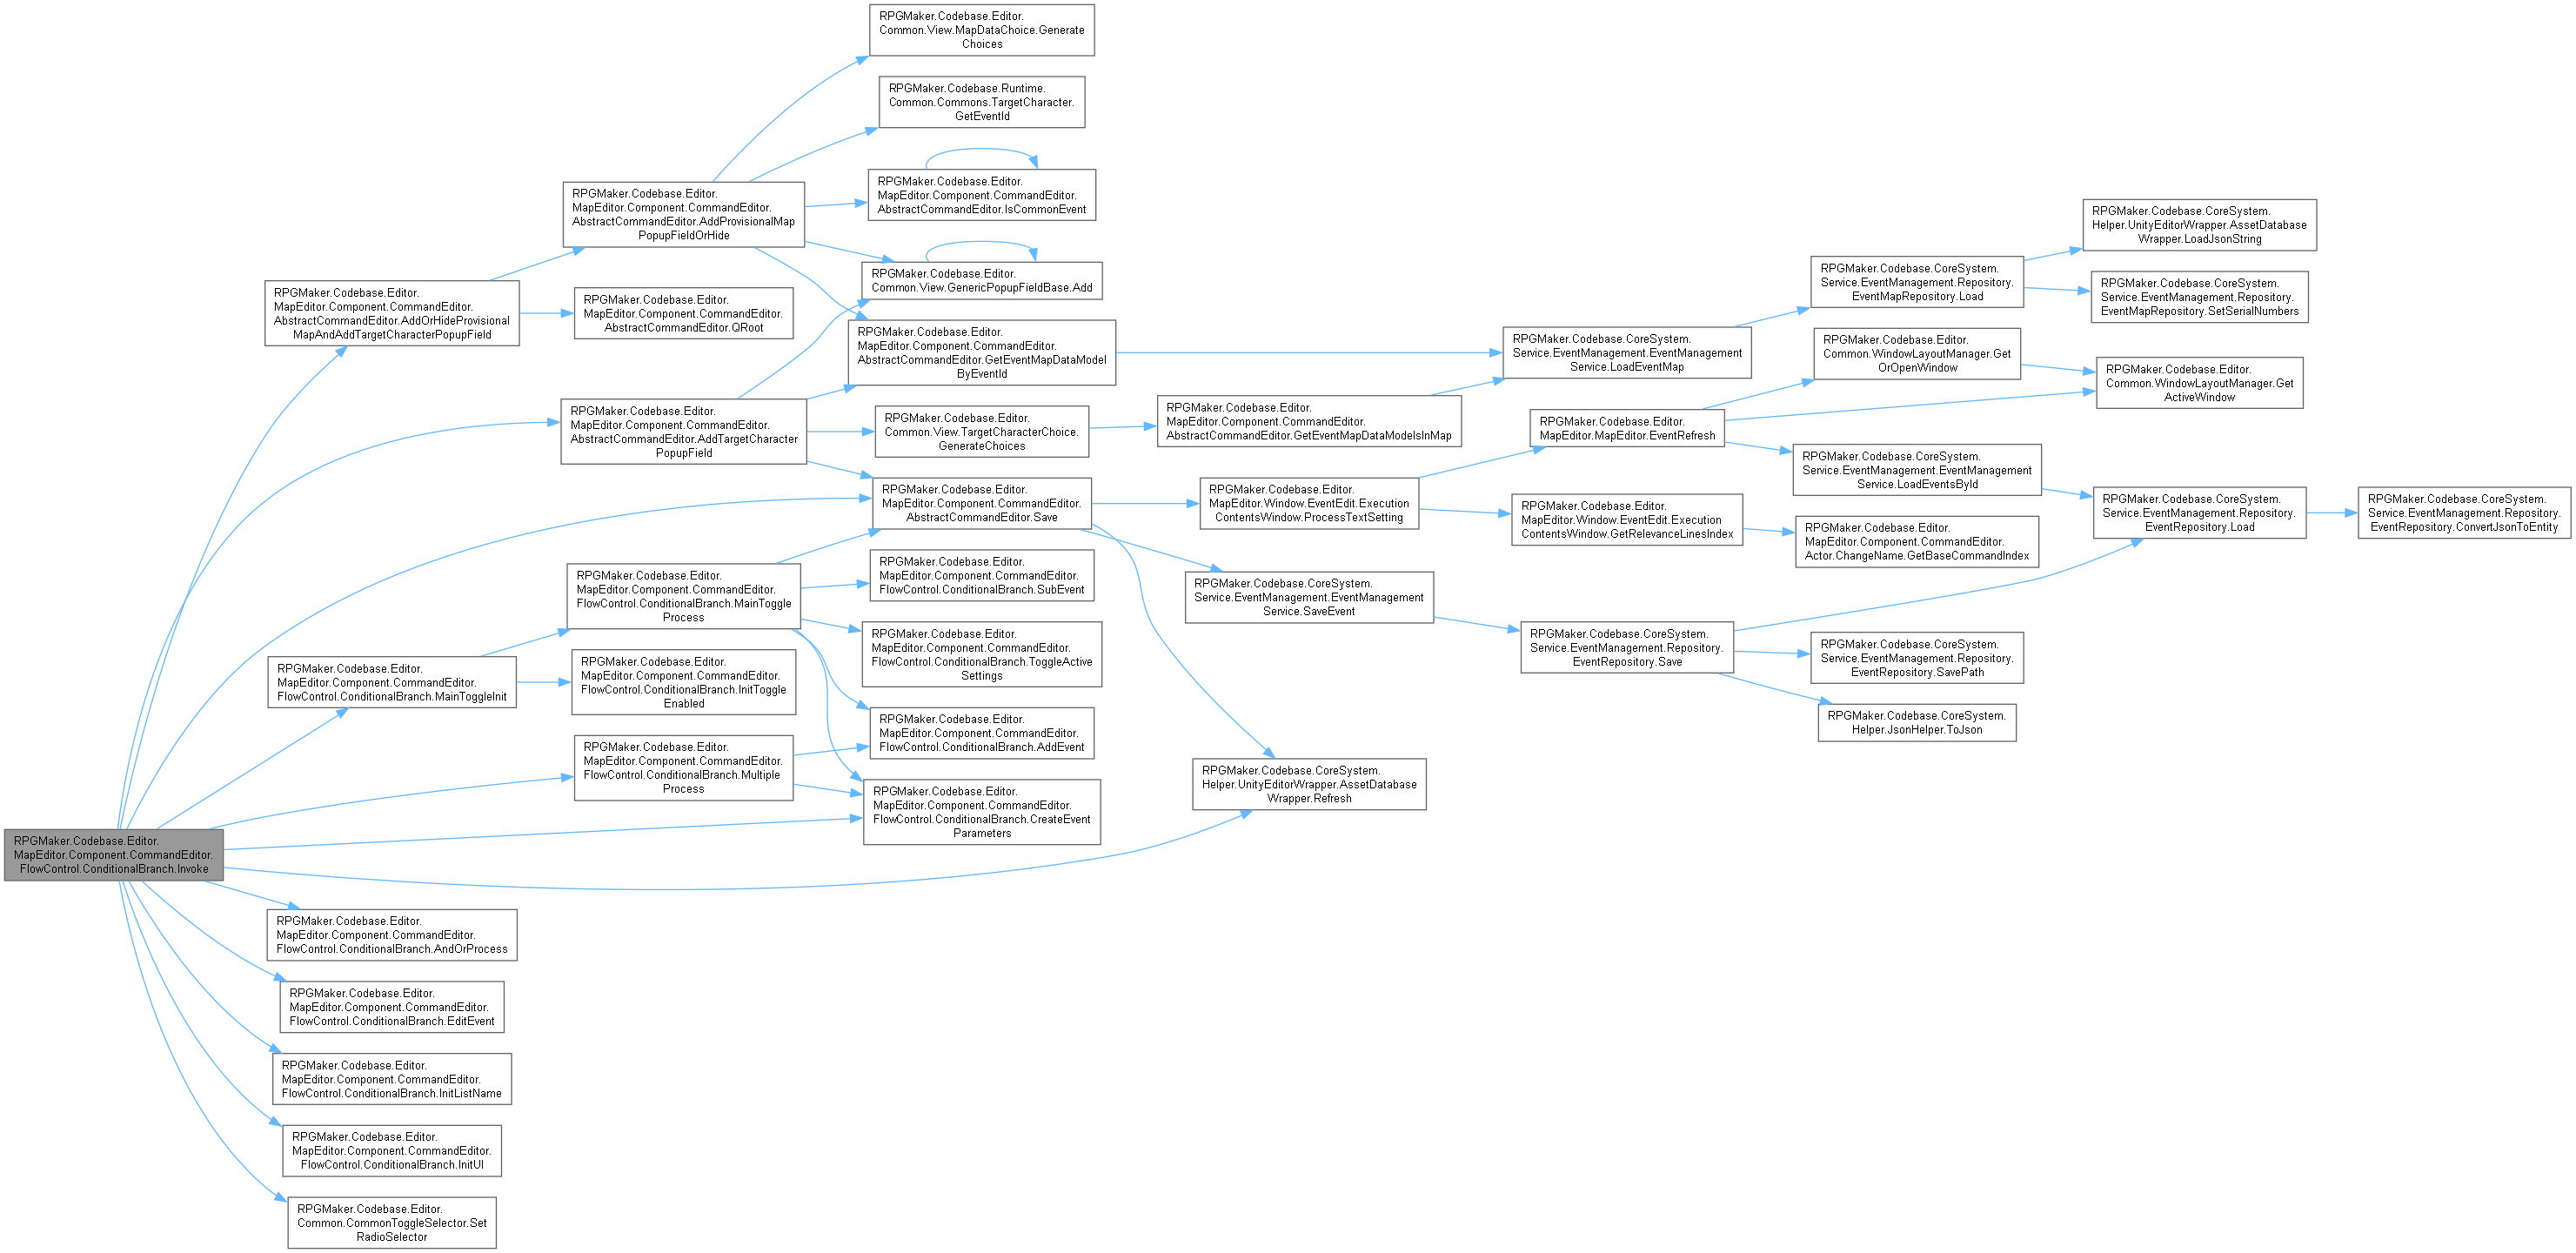 RPGMaker.Codebase.Editor.
Common.View.MapDataChoice.Generate
Choices
RPGMaker.Codebase.Runtime.
Common.Commons.TargetCharacter.
GetEventId
RPGMaker.Codebase.Editor.
MapEditor.Component.CommandEditor.
AbstractCommandEditor.IsCommonEvent
RPGMaker.Codebase.Editor.
MapEditor.Component.CommandEditor.
AbstractCommandEditor.AddProvisionalMap
PopupFieldOrHide
RPGMaker.Codebase.CoreSystem.
Helper.UnityEditorWrapper.AssetDatabase
Wrapper.LoadJsonString
RPGMaker.Codebase.Editor.
Common.View.GenericPopupFieldBase.Add
RPGMaker.Codebase.CoreSystem.
Service.EventManagement.Repository.
EventMapRepository.Load
RPGMaker.Codebase.CoreSystem.
Service.EventManagement.Repository.
EventMapRepository.SetSerialNumbers
RPGMaker.Codebase.Editor.
MapEditor.Component.CommandEditor.
AbstractCommandEditor.AddOrHideProvisional
MapAndAddTargetCharacterPopupField
RPGMaker.Codebase.Editor.
MapEditor.Component.CommandEditor.
AbstractCommandEditor.QRoot
RPGMaker.Codebase.Editor.
MapEditor.Component.CommandEditor.
AbstractCommandEditor.GetEventMapDataModel
ByEventId
RPGMaker.Codebase.CoreSystem.
Service.EventManagement.EventManagement
Service.LoadEventMap
RPGMaker.Codebase.Editor.
Common.WindowLayoutManager.Get
OrOpenWindow
RPGMaker.Codebase.Editor.
Common.WindowLayoutManager.Get
ActiveWindow
RPGMaker.Codebase.Editor.
MapEditor.Component.CommandEditor.
AbstractCommandEditor.AddTargetCharacter
PopupField
RPGMaker.Codebase.Editor.
Common.View.TargetCharacterChoice.
GenerateChoices
RPGMaker.Codebase.Editor.
MapEditor.Component.CommandEditor.
AbstractCommandEditor.GetEventMapDataModelsInMap
RPGMaker.Codebase.Editor.
MapEditor.MapEditor.EventRefresh
RPGMaker.Codebase.CoreSystem.
Service.EventManagement.EventManagement
Service.LoadEventsById
RPGMaker.Codebase.Editor.
MapEditor.Component.CommandEditor.
AbstractCommandEditor.Save
RPGMaker.Codebase.Editor.
MapEditor.Window.EventEdit.Execution
ContentsWindow.ProcessTextSetting
RPGMaker.Codebase.Editor.
MapEditor.Window.EventEdit.Execution
ContentsWindow.GetRelevanceLinesIndex
RPGMaker.Codebase.Editor.
MapEditor.Component.CommandEditor.
Actor.ChangeName.GetBaseCommandIndex
RPGMaker.Codebase.CoreSystem.
Service.EventManagement.Repository.
EventRepository.Load
RPGMaker.Codebase.CoreSystem.
Service.EventManagement.Repository.
EventRepository.ConvertJsonToEntity
RPGMaker.Codebase.Editor.
MapEditor.Component.CommandEditor.
FlowControl.ConditionalBranch.MainToggle
Process
RPGMaker.Codebase.Editor.
MapEditor.Component.CommandEditor.
FlowControl.ConditionalBranch.SubEvent
RPGMaker.Codebase.CoreSystem.
Service.EventManagement.EventManagement
Service.SaveEvent
RPGMaker.Codebase.Editor.
MapEditor.Component.CommandEditor.
FlowControl.ConditionalBranch.ToggleActive
Settings
RPGMaker.Codebase.CoreSystem.
Service.EventManagement.Repository.
EventRepository.Save
RPGMaker.Codebase.CoreSystem.
Service.EventManagement.Repository.
EventRepository.SavePath
RPGMaker.Codebase.Editor.
MapEditor.Component.CommandEditor.
FlowControl.ConditionalBranch.MainToggleInit
RPGMaker.Codebase.Editor.
MapEditor.Component.CommandEditor.
FlowControl.ConditionalBranch.InitToggle
Enabled
RPGMaker.Codebase.Editor.
MapEditor.Component.CommandEditor.
FlowControl.ConditionalBranch.AddEvent
RPGMaker.Codebase.CoreSystem.
Helper.JsonHelper.ToJson
RPGMaker.Codebase.Editor.
MapEditor.Component.CommandEditor.
FlowControl.ConditionalBranch.Multiple
Process
RPGMaker.Codebase.CoreSystem.
Helper.UnityEditorWrapper.AssetDatabase
Wrapper.Refresh
RPGMaker.Codebase.Editor.
MapEditor.Component.CommandEditor.
FlowControl.ConditionalBranch.CreateEvent
Parameters
RPGMaker.Codebase.Editor.
MapEditor.Component.CommandEditor.
FlowControl.ConditionalBranch.Invoke
RPGMaker.Codebase.Editor.
MapEditor.Component.CommandEditor.
FlowControl.ConditionalBranch.AndOrProcess
RPGMaker.Codebase.Editor.
MapEditor.Component.CommandEditor.
FlowControl.ConditionalBranch.EditEvent
RPGMaker.Codebase.Editor.
MapEditor.Component.CommandEditor.
FlowControl.ConditionalBranch.InitListName
RPGMaker.Codebase.Editor.
MapEditor.Component.CommandEditor.
FlowControl.ConditionalBranch.InitUI
RPGMaker.Codebase.Editor.
Common.CommonToggleSelector.Set
RadioSelector